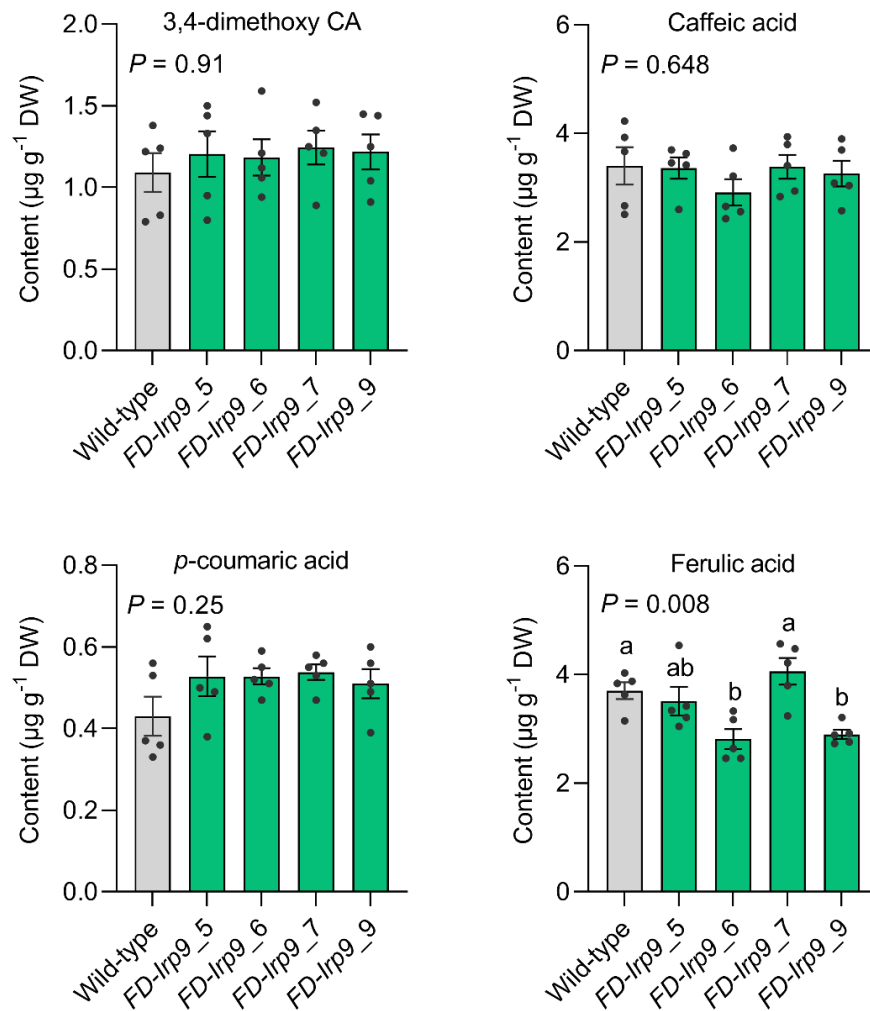 3,4-dimethoxy CA
P = 0.91
Content (µg g⁻¹ DW)
2.0
1.5
1.0
0.5
0.0
Wild-type
FD-lrp9_5
FD-lrp9_6
FD-lrp9_7
FD-lrp9_9
Caffeic acid
P = 0.648
Content (µg g⁻¹ DW)
6
4
2
0
Wild-type
FD-lrp9_5
FD-lrp9_6
FD-lrp9_7
FD-lrp9_9
p-coumaric acid
P = 0.25
Content (µg g⁻¹ DW)
0.8
0.6
0.4
0.2
0.0
Wild-type
FD-lrp9_5
FD-lrp9_6
FD-lrp9_7
FD-lrp9_9
Ferulic acid
P = 0.008
Content (µg g⁻¹ DW)
6
4
2
0
a
ab
b
a
b
Wild-type
FD-lrp9_5
FD-lrp9_6
FD-lrp9_7
FD-lrp9_9